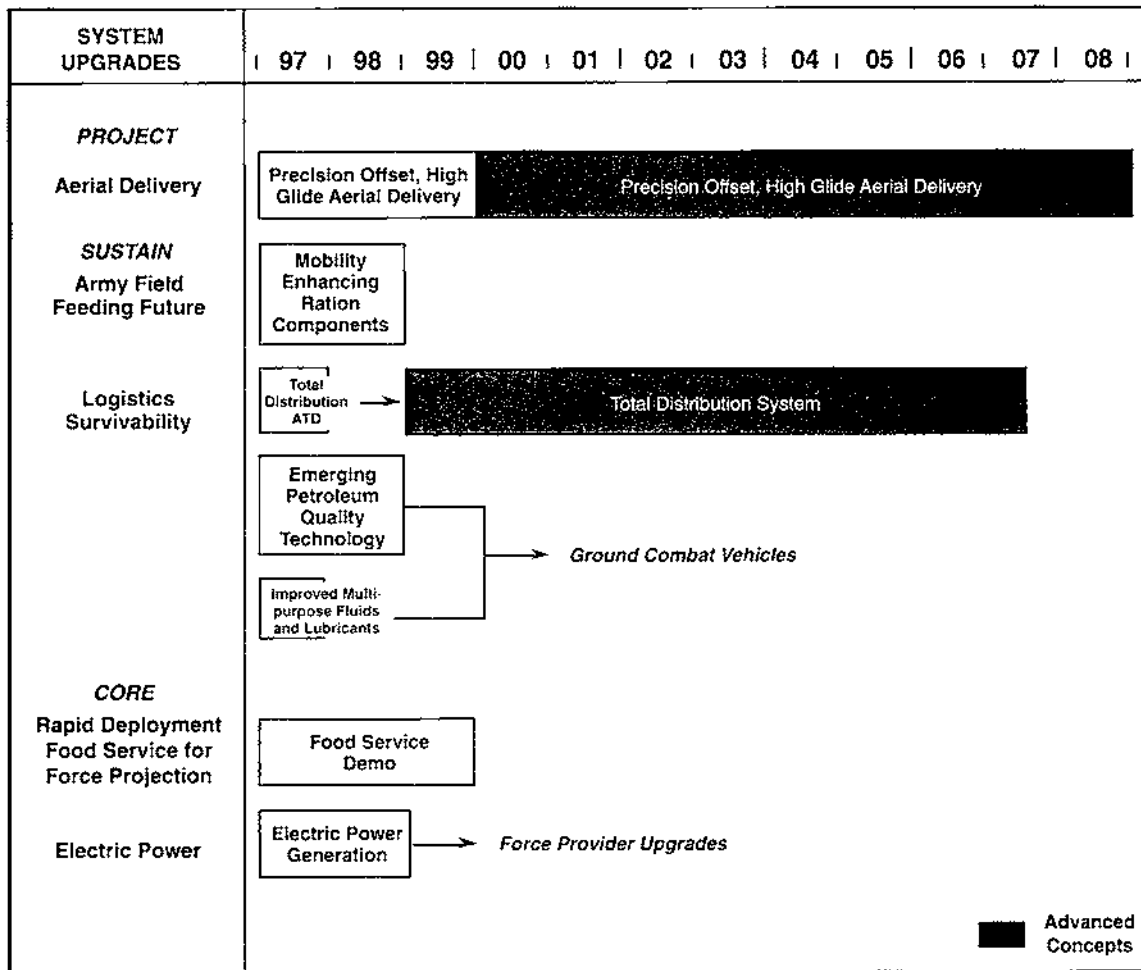 SYSTEM
UPGRADES
97 98 99 00 01 02 03 04 05 06 07 08
PROJECT
Aerial Delivery
Precision Offset, High
Glide Aerial Delivery
Precision Offset, High Glide Aerial Delivery
SUSTAIN
Army Field
Feeding Future
Mobility
Enhancing
Ration
Components
Logistics
Survivability
Total
Distribution
ATD
Total Distribution System
Emerging
Petroleum
Quality
Technology
Ground Combat Vehicles
Improved Multi-
purpose Fluids
and Lubricants
CORE
Rapid Deployment
Food Service for
Force Projection
Food Service
Demo
Electric Power
Electric Power
Generation
Force Provider Upgrades
Advanced
Concepts